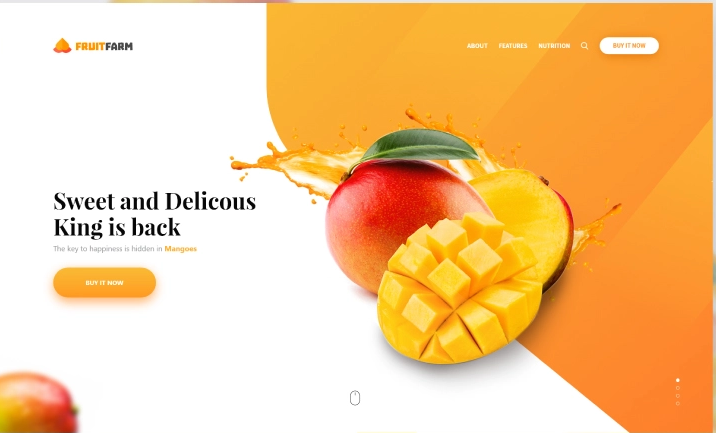 FRUITFARM
ABOUT FEATURES NUTRITION BUY IT NOW
Sweet and Delicous
King is back
The key to happiness is hidden in Mangoes
BUY IT NOW